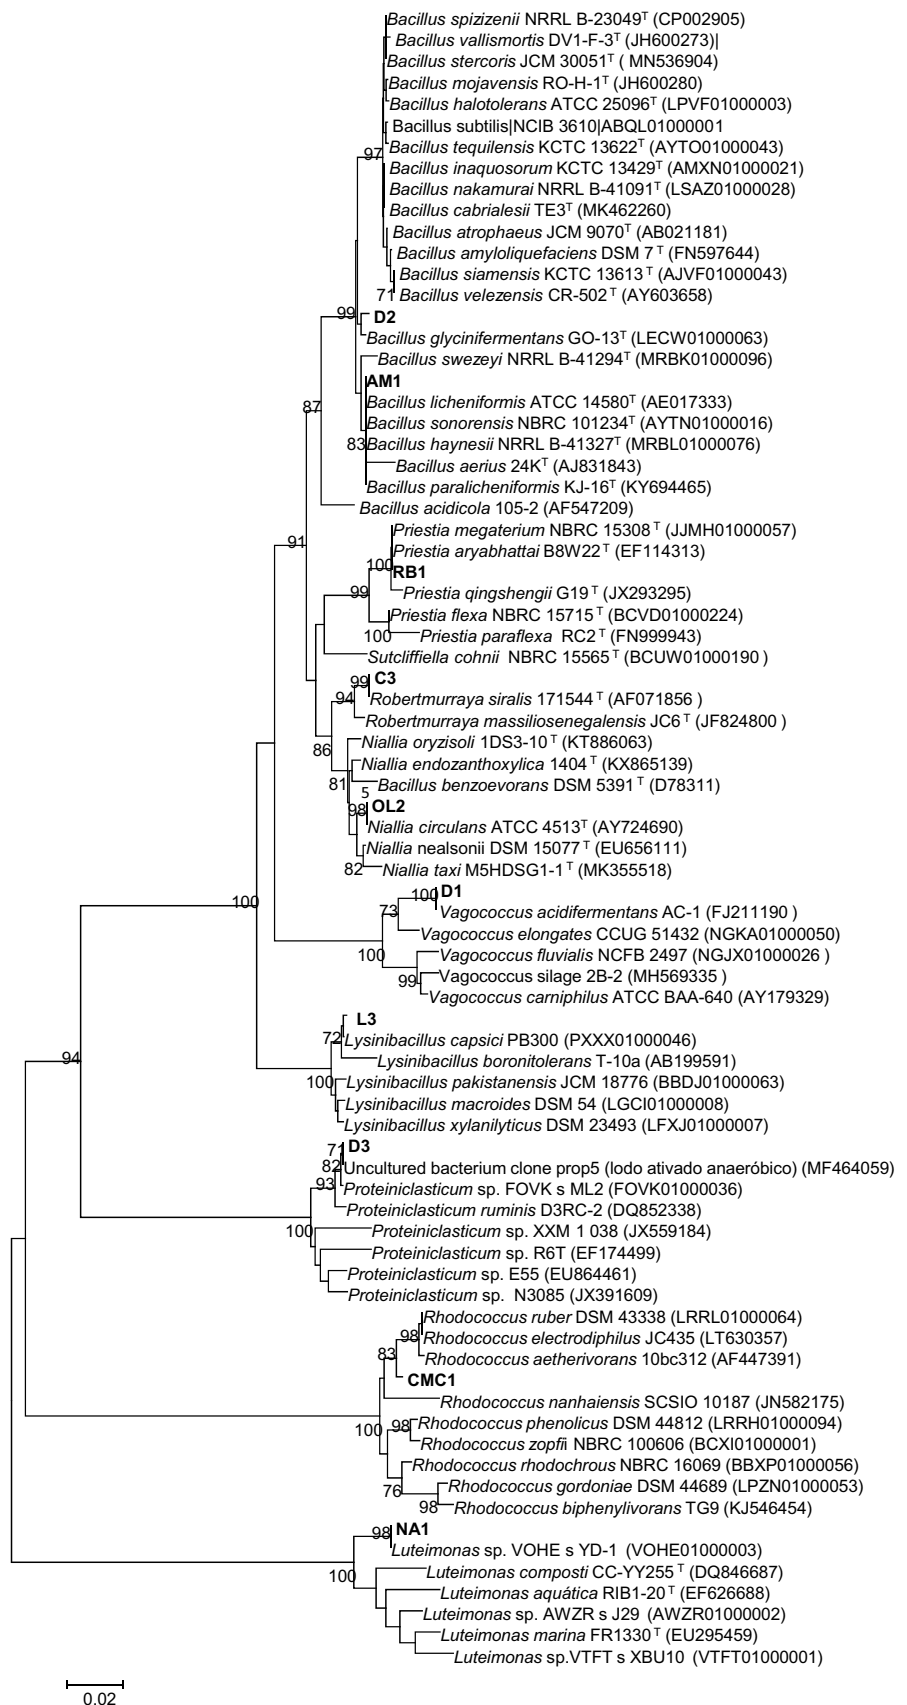 Bacillus spizizenii NRRL B-23049ᵀ (CP002905)
Bacillus vallismortis DV1-F-3ᵀ (JH600273)|
Bacillus stercoris JCM 30051ᵀ ( MN536904)
Bacillus mojavensis RO-H-1ᵀ (JH600280)
Bacillus halotolerans ATCC 25096ᵀ (LPVF01000003)
Bacillus subtilis|NCIB 3610|ABQL01000001
Bacillus tequilensis KCTC 13622ᵀ (AYTO01000043)
97
Bacillus inaquosorum KCTC 13429ᵀ (AMXN01000021)
Bacillus nakamurai NRRL B-41091ᵀ (LSAZ01000028)
Bacillus cabrialesii TE3ᵀ (MK462260)
Bacillus atrophaeus JCM 9070ᵀ (AB021181)
Bacillus amyloliquefaciens DSM 7 ᵀ (FN597644)
Bacillus siamensis KCTC 13613 ᵀ (AJVF01000043)
71 Bacillus velezensis CR-502 ᵀ (AY603658)
99 D2
Bacillus glycinifermentans GO-13ᵀ (LECW01000063)
Bacillus swezeyi NRRL B-41294ᵀ (MRBK01000096)
AM1
Bacillus licheniformis ATCC 14580ᵀ (AE017333)
87
Bacillus sonorensis NBRC 101234ᵀ (AYTN01000016)
83 Bacillus haynesii NRRL B-41327ᵀ (MRBL01000076)
Bacillus aerius 24Kᵀ (AJ831843)
Bacillus paralicheniformis KJ-16ᵀ (KY694465)
Bacillus acidicola 105-2 (AF547209)
Priestia megaterium NBRC 15308 ᵀ (JJMH01000057)
91
Priestia aryabhattai B8W22 ᵀ (EF114313)
100 RB1
99 Priestia qingshengii G19 ᵀ (JX293295)
Priestia flexa NBRC 15715 ᵀ (BCVD01000224)
100 Priestia paraflexa RC2 ᵀ (FN999943)
Sutcliffiella cohnii NBRC 15565 ᵀ (BCUW01000190 )
99 C3
94 Robertmurraya siralis 171544 ᵀ (AF071856 )
Robertmurraya massiliosenegalensis JC6 ᵀ (JF824800 )
86 Niallia oryzisoli 1DS3-10 ᵀ (KT886063)
Niallia endozanthoxylica 1404 ᵀ (KX865139)
81 Bacillus benzoevorans DSM 5391 ᵀ (D78311)
5
98 OL2
Niallia circulans ATCC 4513ᵀ (AY724690)
Niallia nealsonii DSM 15077 ᵀ (EU656111)
82 Niallia taxi M5HDSG1-1 ᵀ (MK355518)
100 D1
100 73 Vagococcus acidifermentans AC-1 (FJ211190 )
Vagococcus elongates CCUG 51432 (NGKA01000050)
100 Vagococcus fluvialis NCFB 2497 (NGJX01000026 )
99 Vagococcus silage 2B-2 (MH569335 )
Vagococcus carniphilus ATCC BAA-640 (AY179329)
L3
72 Lysinibacillus capsici PB300 (PXXX01000046)
94 Lysinibacillus boronitolerans T-10a (AB199591)
100 Lysinibacillus pakistanensis JCM 18776 (BBDJ01000063)
Lysinibacillus macroides DSM 54 (LGCI01000008)
Lysinibacillus xylanilyticus DSM 23493 (LFXJ01000007)
71 D3
82 Uncultured bacterium clone prop5 (lodo ativado anaeróbico) (MF464059)
93 Proteiniclasticum sp. FOVK s ML2 (FOVK01000036)
Proteiniclasticum ruminis D3RC-2 (DQ852338)
100 Proteiniclasticum sp. XXM 1 038 (JX559184)
Proteiniclasticum sp. R6T (EF174499)
Proteiniclasticum sp. E55 (EU864461)
Proteiniclasticum sp. N3085 (JX391609)
Rhodococcus ruber DSM 43338 (LRRL01000064)
98 Rhodococcus electrodiphilus JC435 (LT630357)
83 Rhodococcus aetherivorans 10bc312 (AF447391)
CMC1
Rhodococcus nanhaiensis SCSIO 10187 (JN582175)
100 98 Rhodococcus phenolicus DSM 44812 (LRRH01000094)
Rhodococcus zopfii NBRC 100606 (BCXI01000001)
Rhodococcus rhodochrous NBRC 16069 (BBXP01000056)
76 Rhodococcus gordoniae DSM 44689 (LPZN01000053)
98 Rhodococcus biphenylivorans TG9 (KJ546454)
98 NA1
Luteimonas sp. VOHE s YD-1 (VOHE01000003)
100 Luteimonas composti CC-YY255 ᵀ (DQ846687)
Luteimonas aquática RIB1-20 ᵀ (EF626688)
Luteimonas sp. AWZR s J29 (AWZR01000002)
Luteimonas marina FR1330 ᵀ (EU295459)
Luteimonas sp.VTFT s XBU10 (VTFT01000001)
0.02